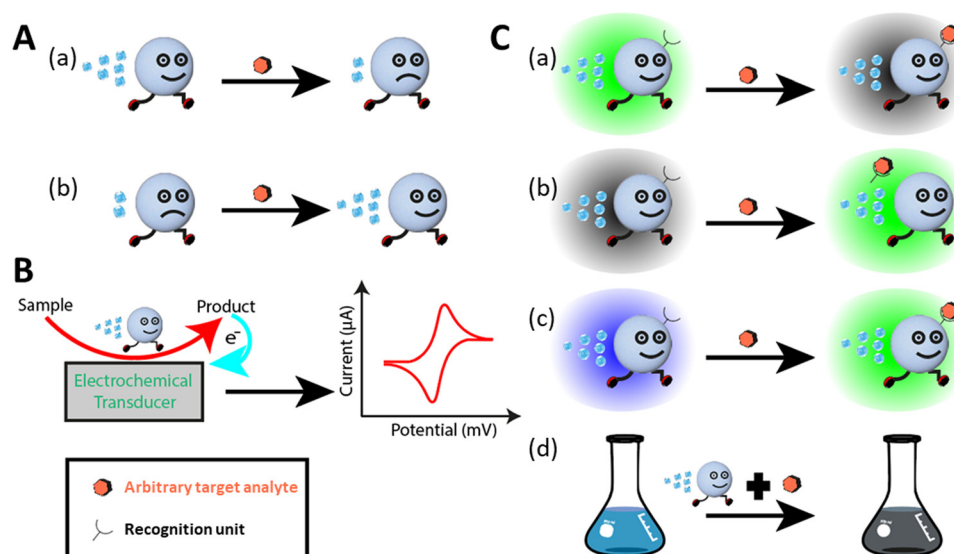 A
(a)
(b)
B
Sample
Product
e⁻
Electrochemical
Transducer
Current (µA)
Potential (mV)
Arbitrary target analyte
Recognition unit
C
(a)
(b)
(c)
(d)